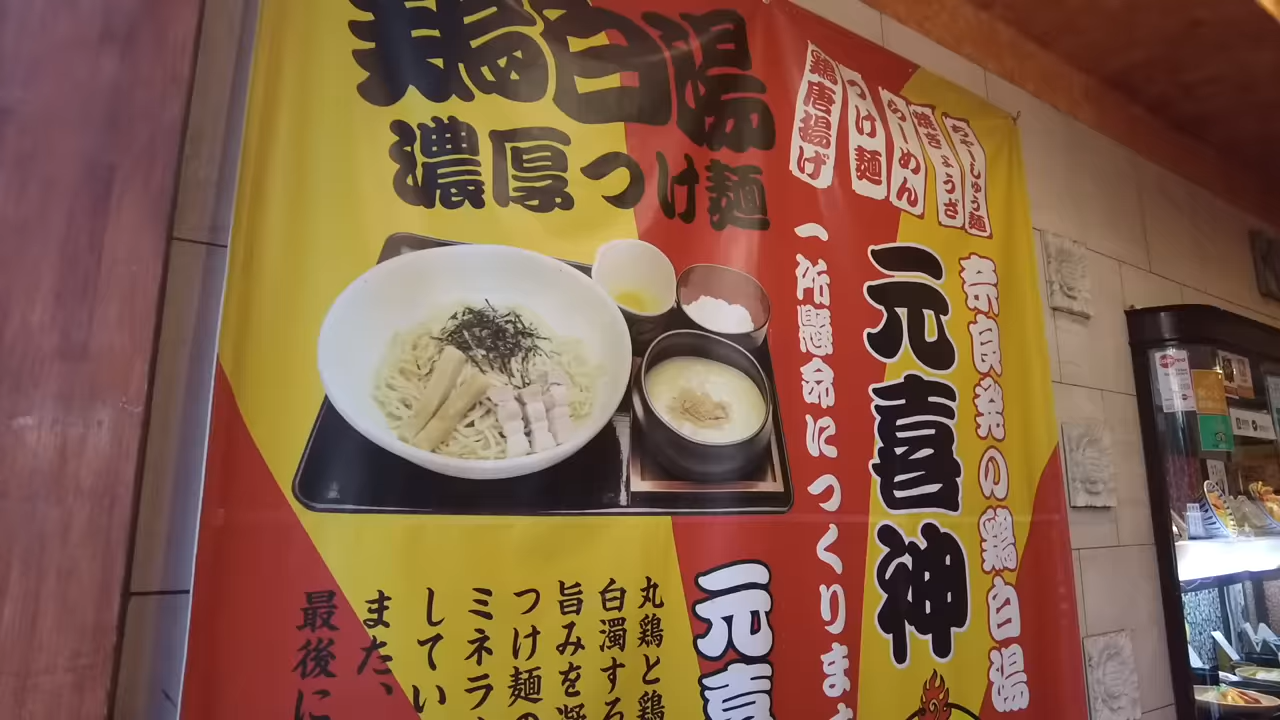 鶏白湯
濃厚つけ麺
ちゃーしゅう麺
焼きぎょうざ
らーめん
つけ麺
鶏唐揚げ
奈良発の鶏白湯
元喜神
一所懸命につくります
元喜
丸鶏と鶏
白濁する
旨みを凝
つけ麺の
ミネラ
してい
また、
最後に